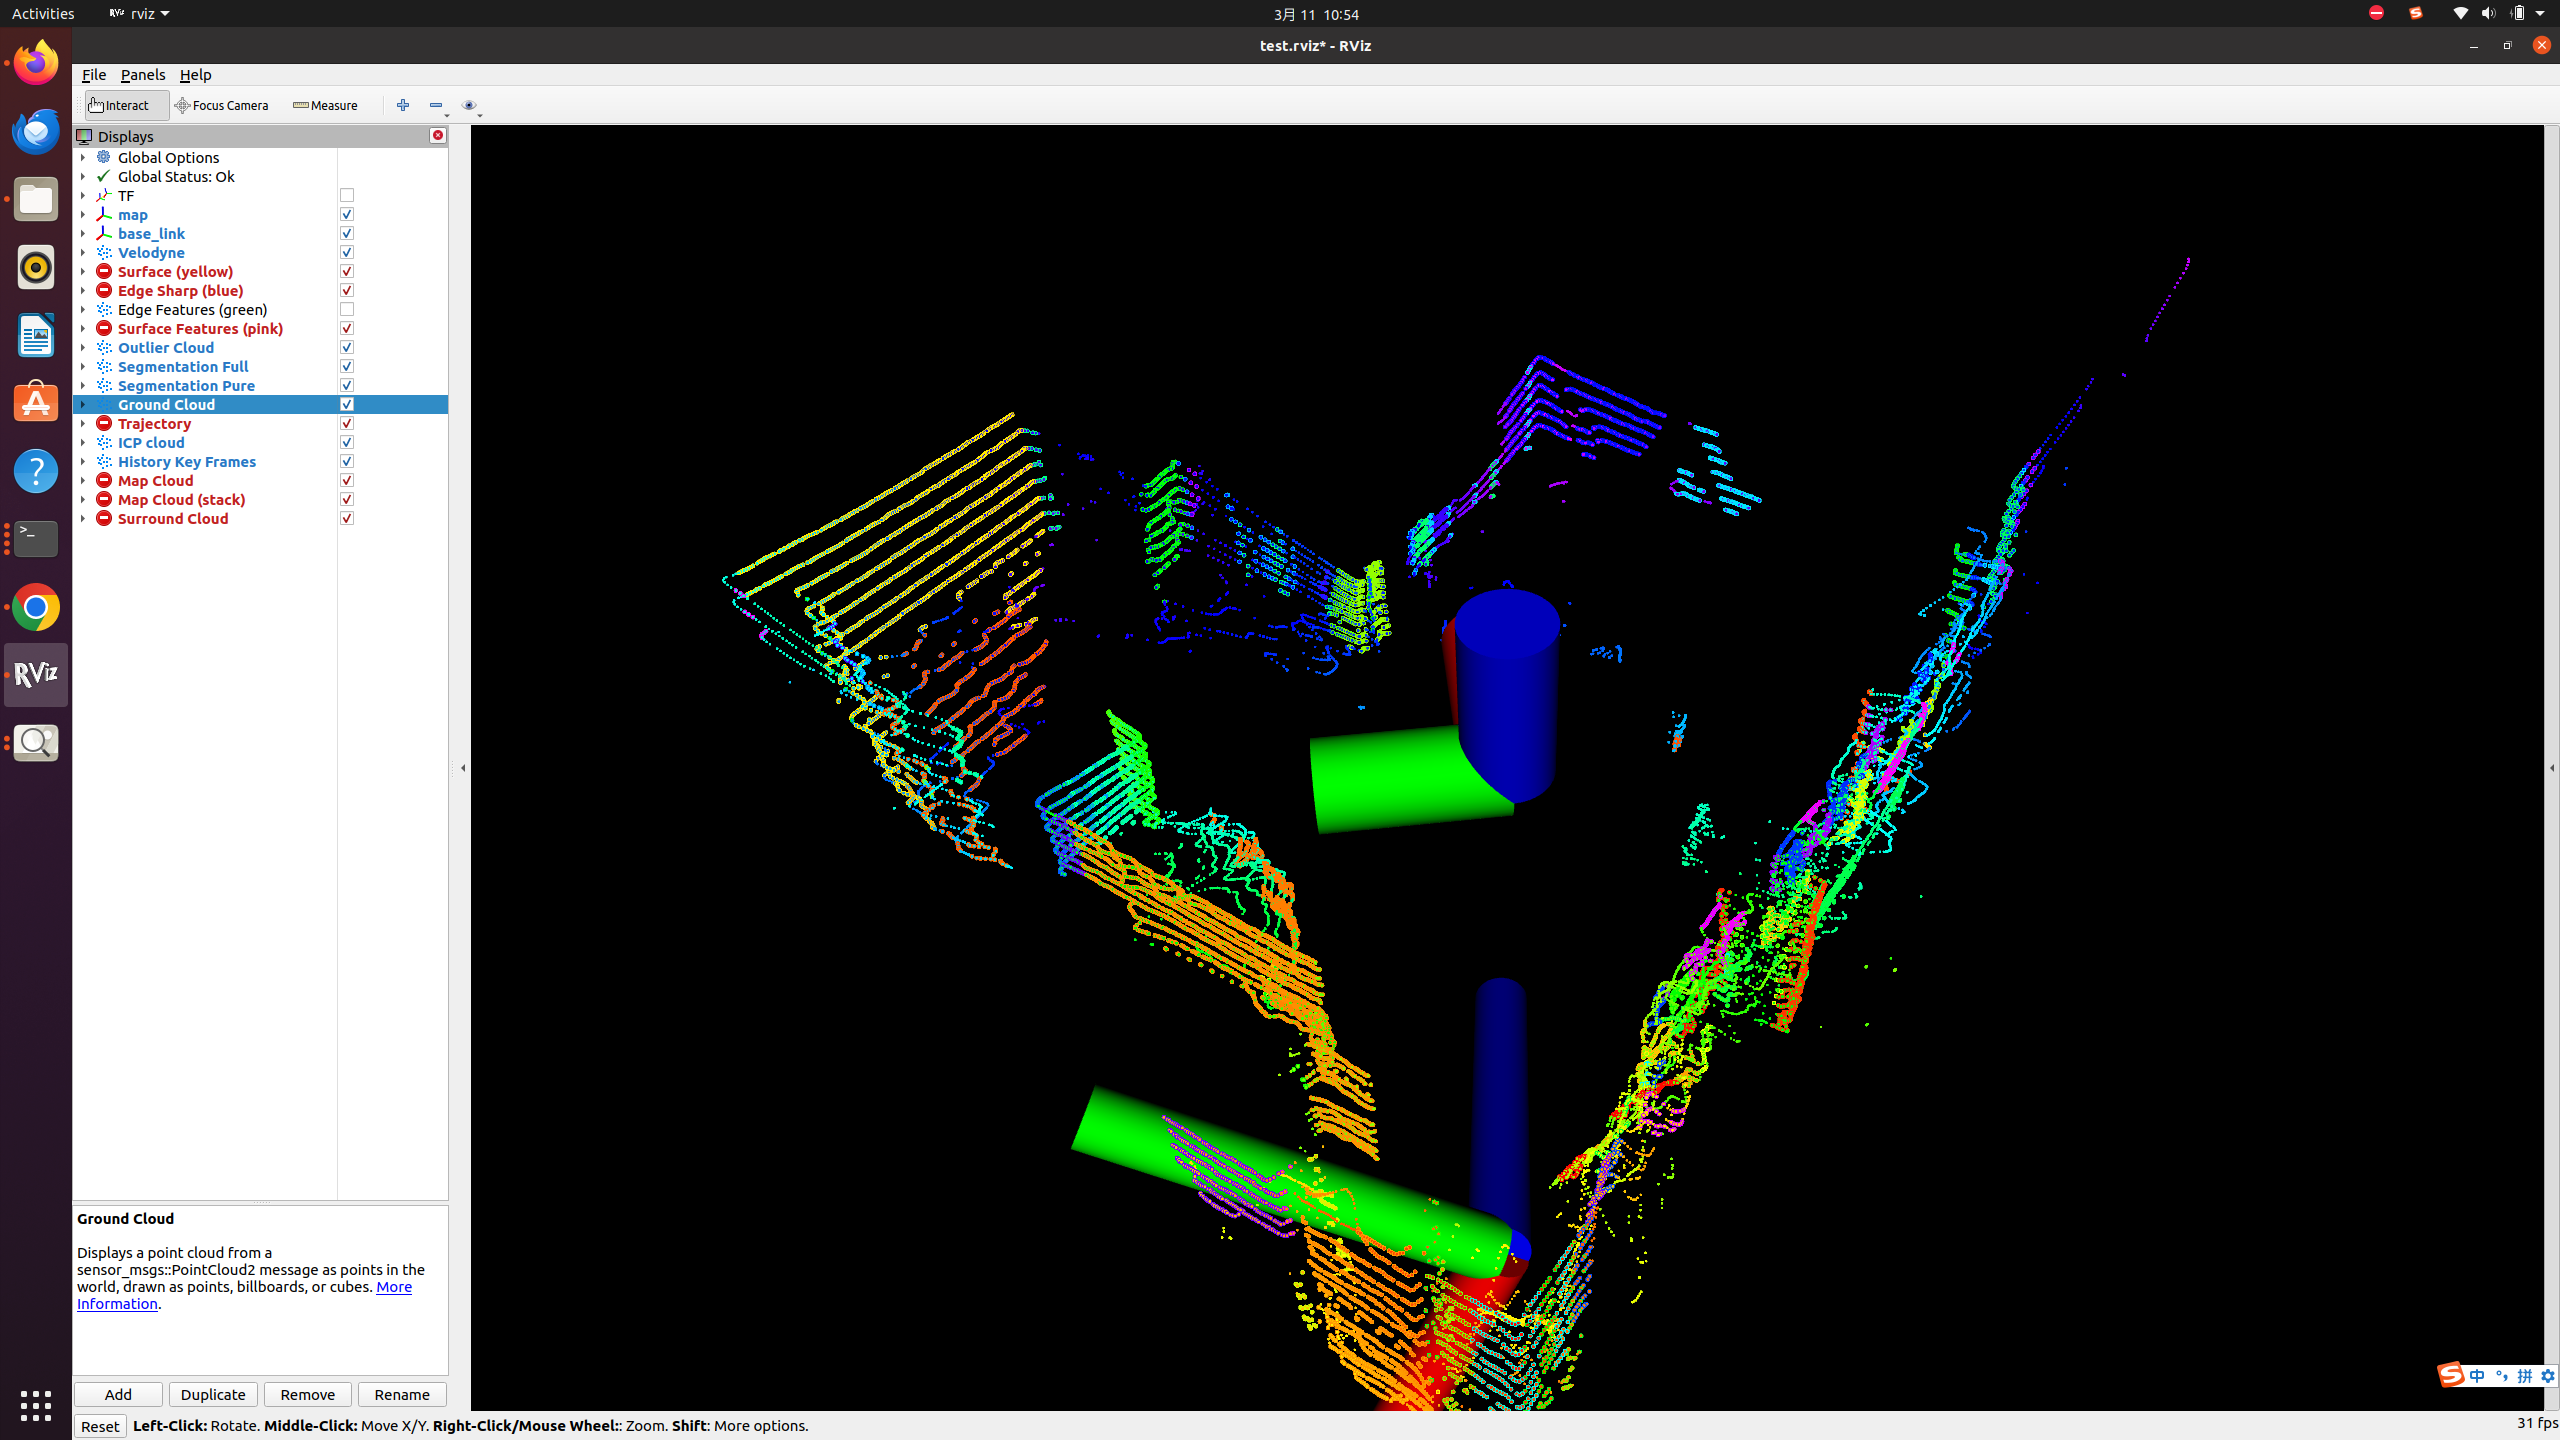 Activities
RViz rviz
3月 11 10:54
test.rviz* - RViz
File Panels Help
Interact Focus Camera Measure
Displays
Global Options
Global Status: Ok
TF
map
base_link
Velodyne
Surface (yellow)
Edge Sharp (blue)
Edge Features (green)
Surface Features (pink)
Outlier Cloud
Segmentation Full
Segmentation Pure
Ground Cloud
Trajectory
ICP cloud
History Key Frames
Map Cloud
Map Cloud (stack)
Surround Cloud
RViz
Ground Cloud
Displays a point cloud from a
sensor_msgs::PointCloud2 message as points in the
world, drawn as points, billboards, or cubes. More
Information.
Add Duplicate Remove Rename
Reset Left-Click: Rotate. Middle-Click: Move X/Y. Right-Click/Mouse Wheel:: Zoom. Shift: More options.
31 fps
S 中 °, 拼